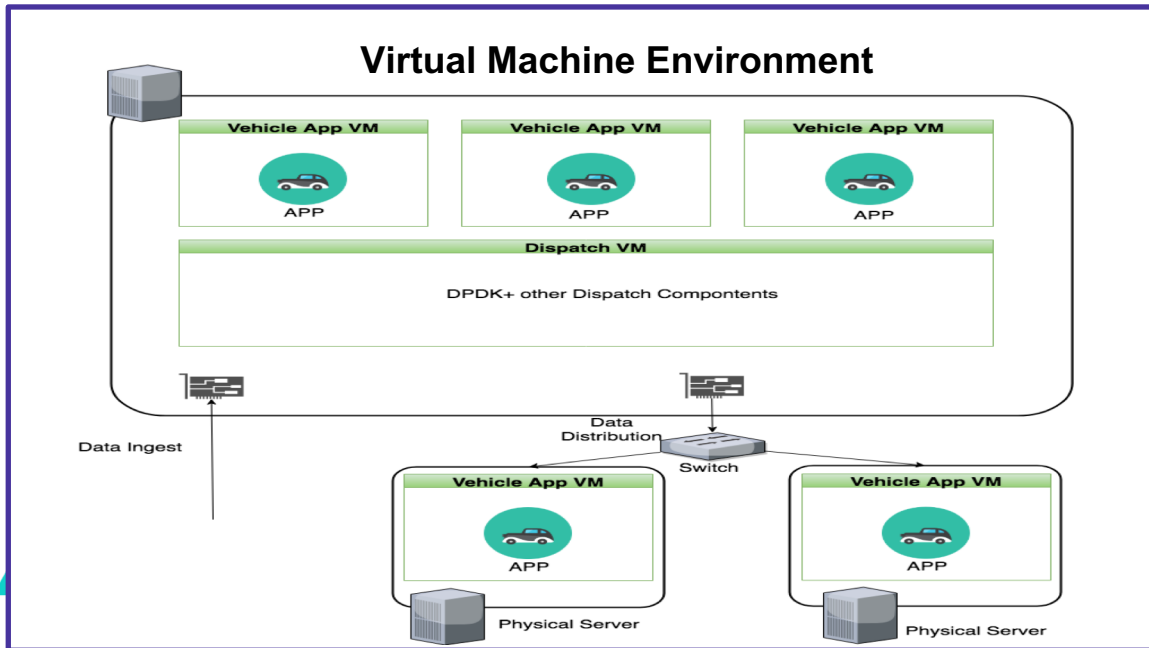 Virtual Machine Environment
Vehicle App VM
Vehicle App VM
Vehicle App VM
APP
APP
APP
Dispatch VM
DPDK+ other Dispatch Compontents
Data Ingest
Data
Distribution
Switch
Vehicle App VM
Vehicle App VM
APP
APP
Physical Server
Physical Server